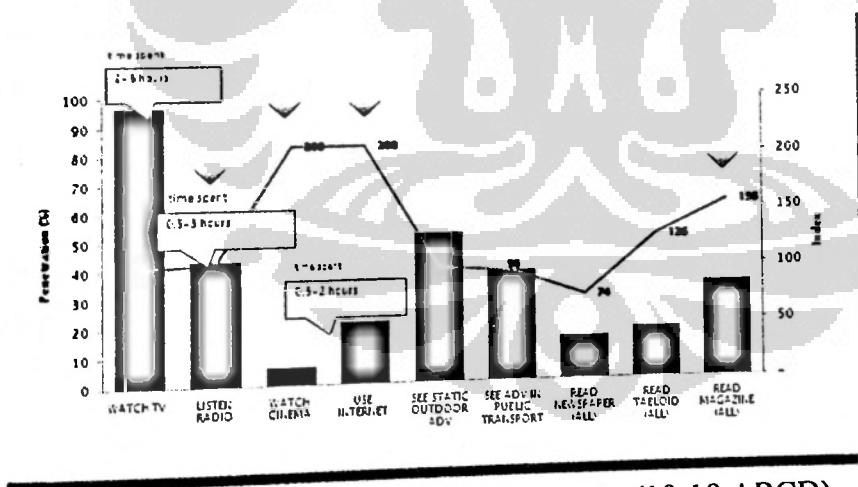 time spent
2-5 hours
time spent
0.5-3 hours
time spent
0.5-2 hours
Penetration (%)
100
90
80
70
60
50
40
30
20
10
0
250
200
150
100
50
-
Index
200
200
74
126
156
WATCH TV
LISTEN
RADIO
WATCH
CINEMA
USE
INTERNET
SEE STATIC
OUTDOOR
ADV
SEE ADV IN
PUBLIC
TRANSPORT
READ
NEWSPAPER
(ALL)
READ
TABLOID
(ALL)
READ
MAGAZINE
(ALL)